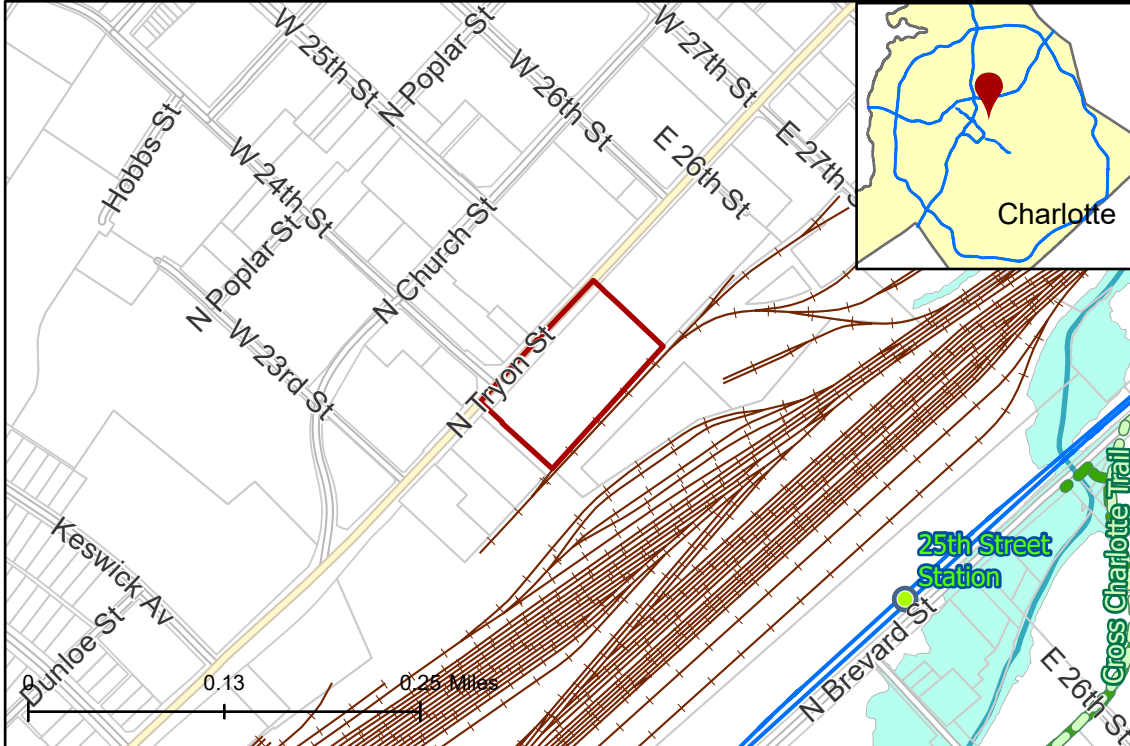 W 25th St
N Poplar St
W 26th St
W 27th St
E 26th St
E 27th S
Charlotte
Hobbs St
W 24th St
N Poplar St
N Church St
W 23rd St
N Tryon St
Keswick Av
Dunloe St
25th Street
Station
N Brevard St
Cross Charlotte Trail
E 26th St
0
0.13
0.25 Miles